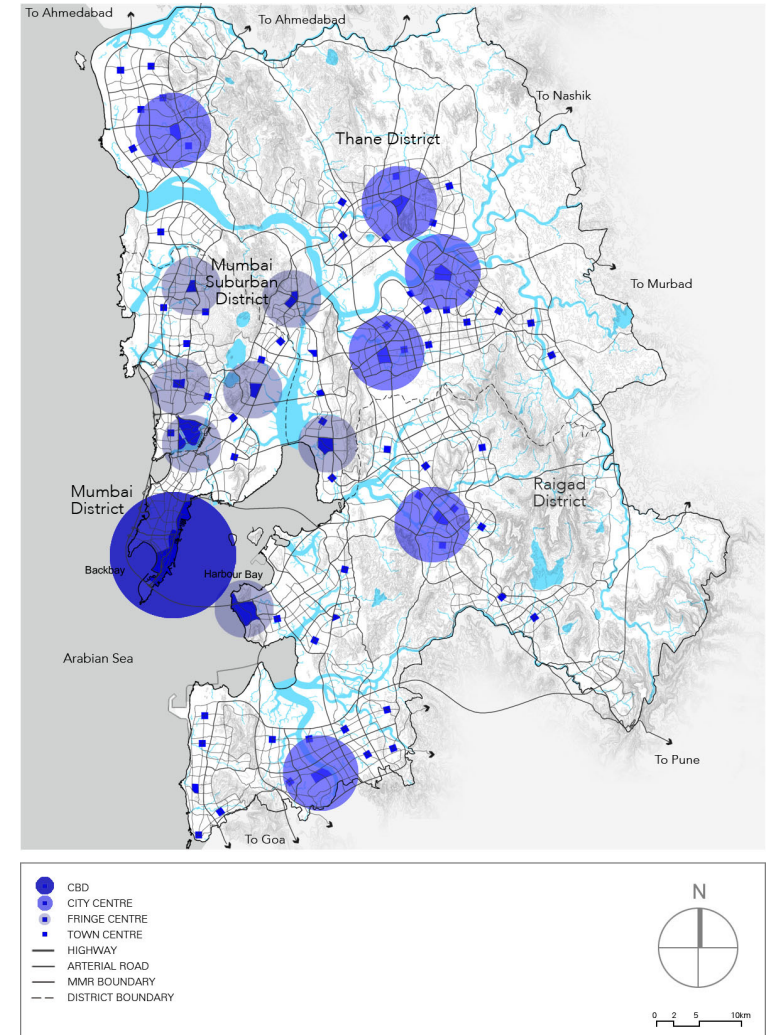 To Ahmedabad
To Ahmedabad
To Nashik
Thane District
Mumbai
Suburban
District
To Murbad
Raigad
District
Mumbai
District
Backbay
Harbour Bay
Arabian Sea
To Pune
To Goa
CBD
CITY CENTRE
FRINGE CENTRE
TOWN CENTRE
HIGHWAY
ARTERIAL ROAD
MMR BOUNDARY
DISTRICT BOUNDARY
N
0 2 5 10km